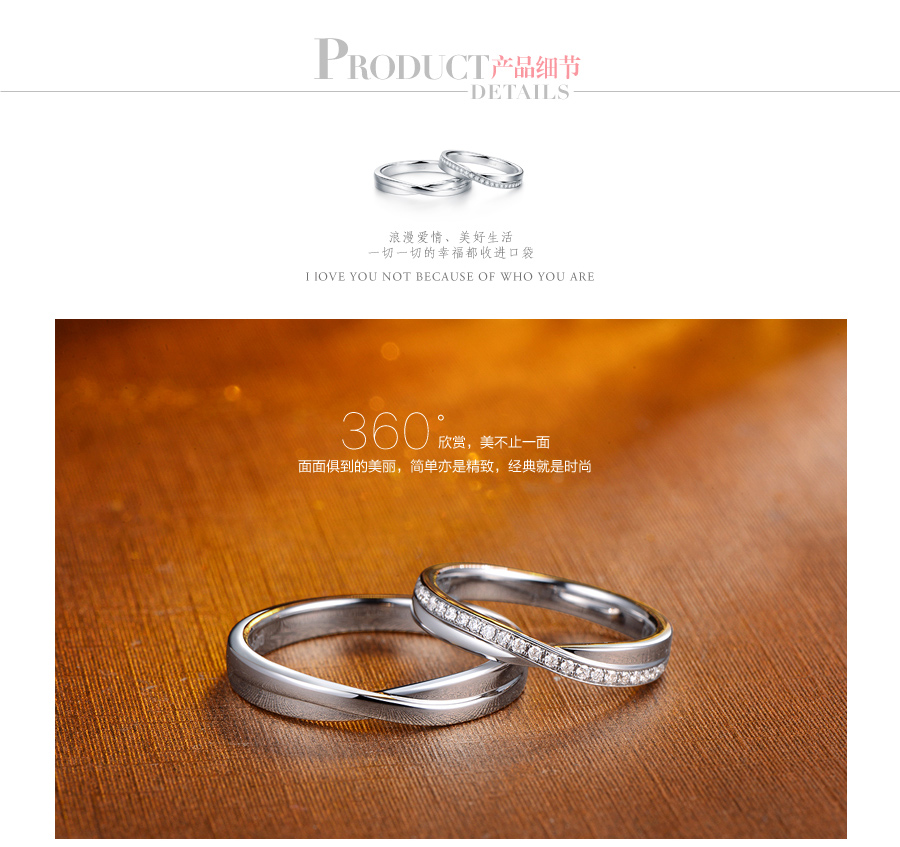 PRODUCT产品细节
DETAILS
浪漫爱情、美好生活
一切一切的幸福都收进口袋
I IOVE YOU NOT BECAUSE OF WHO YOU ARE
360°欣赏，美不止一面
面面俱到的美丽，简单亦是精致，经典就是时尚